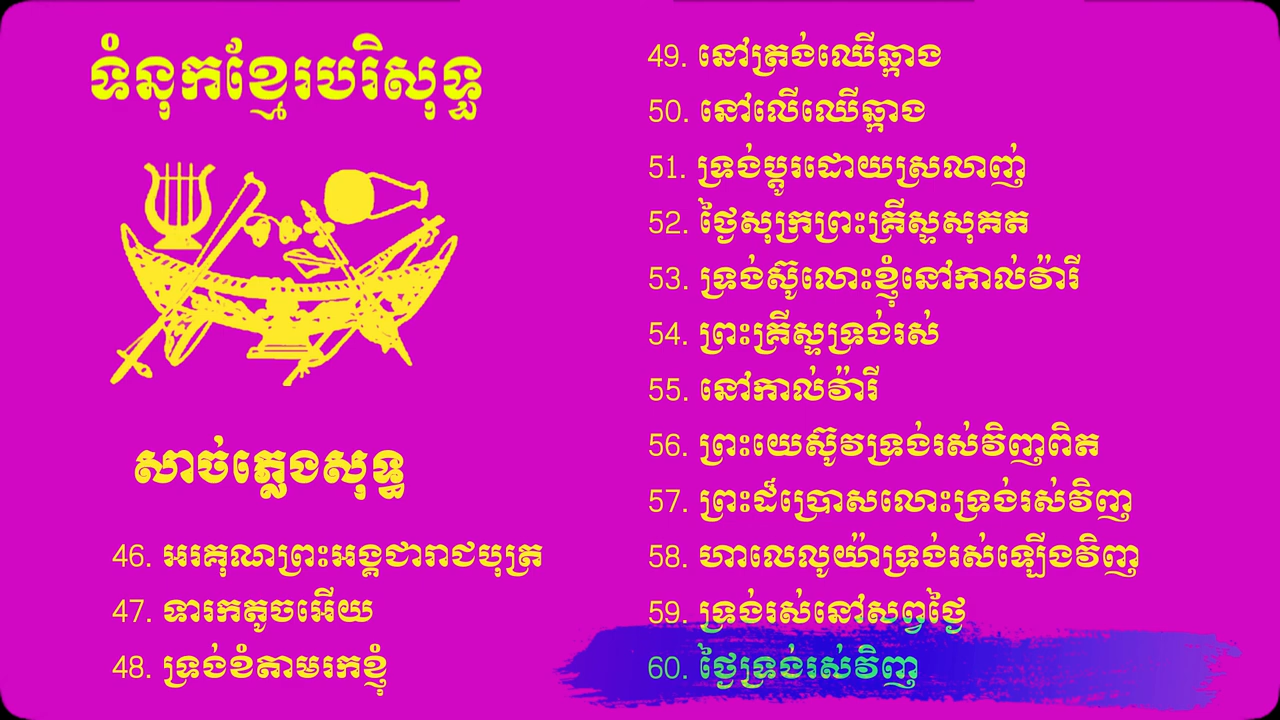 ទំនុកខ្មែរបរិសុទ្ធ
សាច់ភ្លេងសុទ្ធ
46. អរគុណព្រះអង្គជារាជបុត្រ
47. ទារកតូចអើយ
48. ទ្រង់ខំតាមរកខ្ញុំ
49. នៅត្រង់ឈើឆ្កាង
50. នៅលើឈើឆ្កាង
51. ទ្រង់ប្ដូរដោយស្រលាញ់
52. ថ្ងៃសុក្រព្រះគ្រីស្ទសុគត
53. ទ្រង់ស៊ូលោះខ្ញុំនៅកាល់វ៉ារី
54. ព្រះគ្រីស្ទទ្រង់រស់
55. នៅកាល់វ៉ារី
56. ព្រះយេស៊ូវទ្រង់រស់វិញពិត
57. ព្រះដ៏ប្រោសលោះទ្រង់រស់វិញ
58. ហាលេលូយ៉ាទ្រង់រស់ឡើងវិញ
59. ទ្រង់រស់នៅសព្វថ្ងៃ
60. ថ្ងៃទ្រង់រស់វិញ